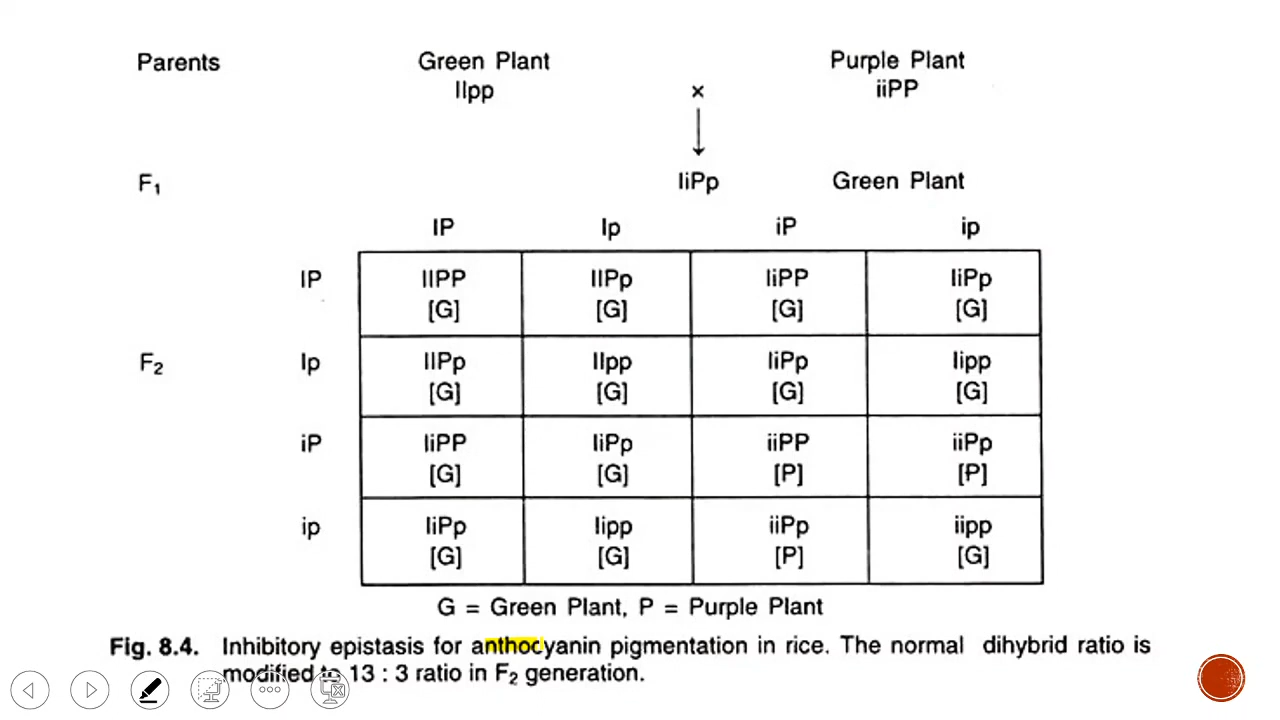 Parents Green Plant Purple Plant
IIpp × iiPP
F₁ IiPp Green Plant
IP Ip iP ip
IP IIPP IIPp IiPP IiPp
[G] [G] [G] [G]
F₂ Ip IIPp IIpp IiPp Iipp
[G] [G] [G] [G]
iP IiPP IiPp iiPP iiPp
[G] [G] [P] [P]
ip IiPp Iipp iiPp iipp
[G] [G] [P] [G]
G = Green Plant, P = Purple Plant
Fig. 8.4. Inhibitory epistasis for anthocyanin pigmentation in rice. The normal dihybrid ratio is
modified to 13 : 3 ratio in F₂ generation.